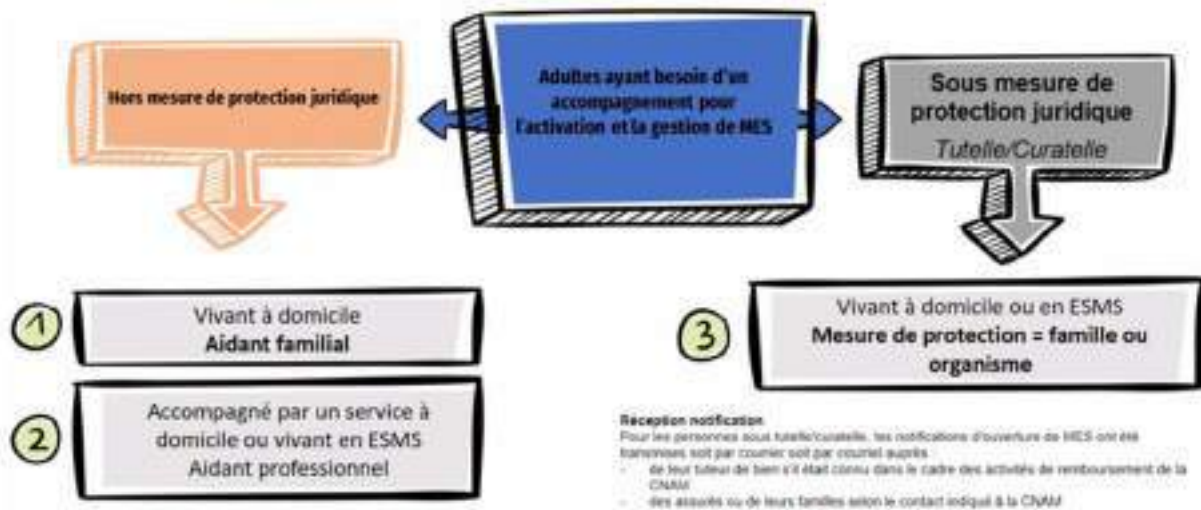 Hors mesure de protection juridique
Adultes ayant besoin d'un
accompagnement pour
l'activation et la gestion de MES
Sous mesure de
protection juridique
Tutelle/Curatelle
1
Vivant à domicile
Aidant familial
2
Accompagné par un service à
domicile ou vivant en ESMS
Aidant professionnel
3
Vivant à domicile ou en ESMS
Mesure de protection = famille ou
organisme
Réception notification
Pour les personnes sous tutelle/curatelle, les notifications d'ouverture de MES ont été
transmises soit par courrier soit par courriel auprès
- de leur tuteur de bien s'il était connu dans le cadre des activités de remboursement de la
CNAM
- des assurés ou de leurs familles selon le contact indiqué à la CNAM